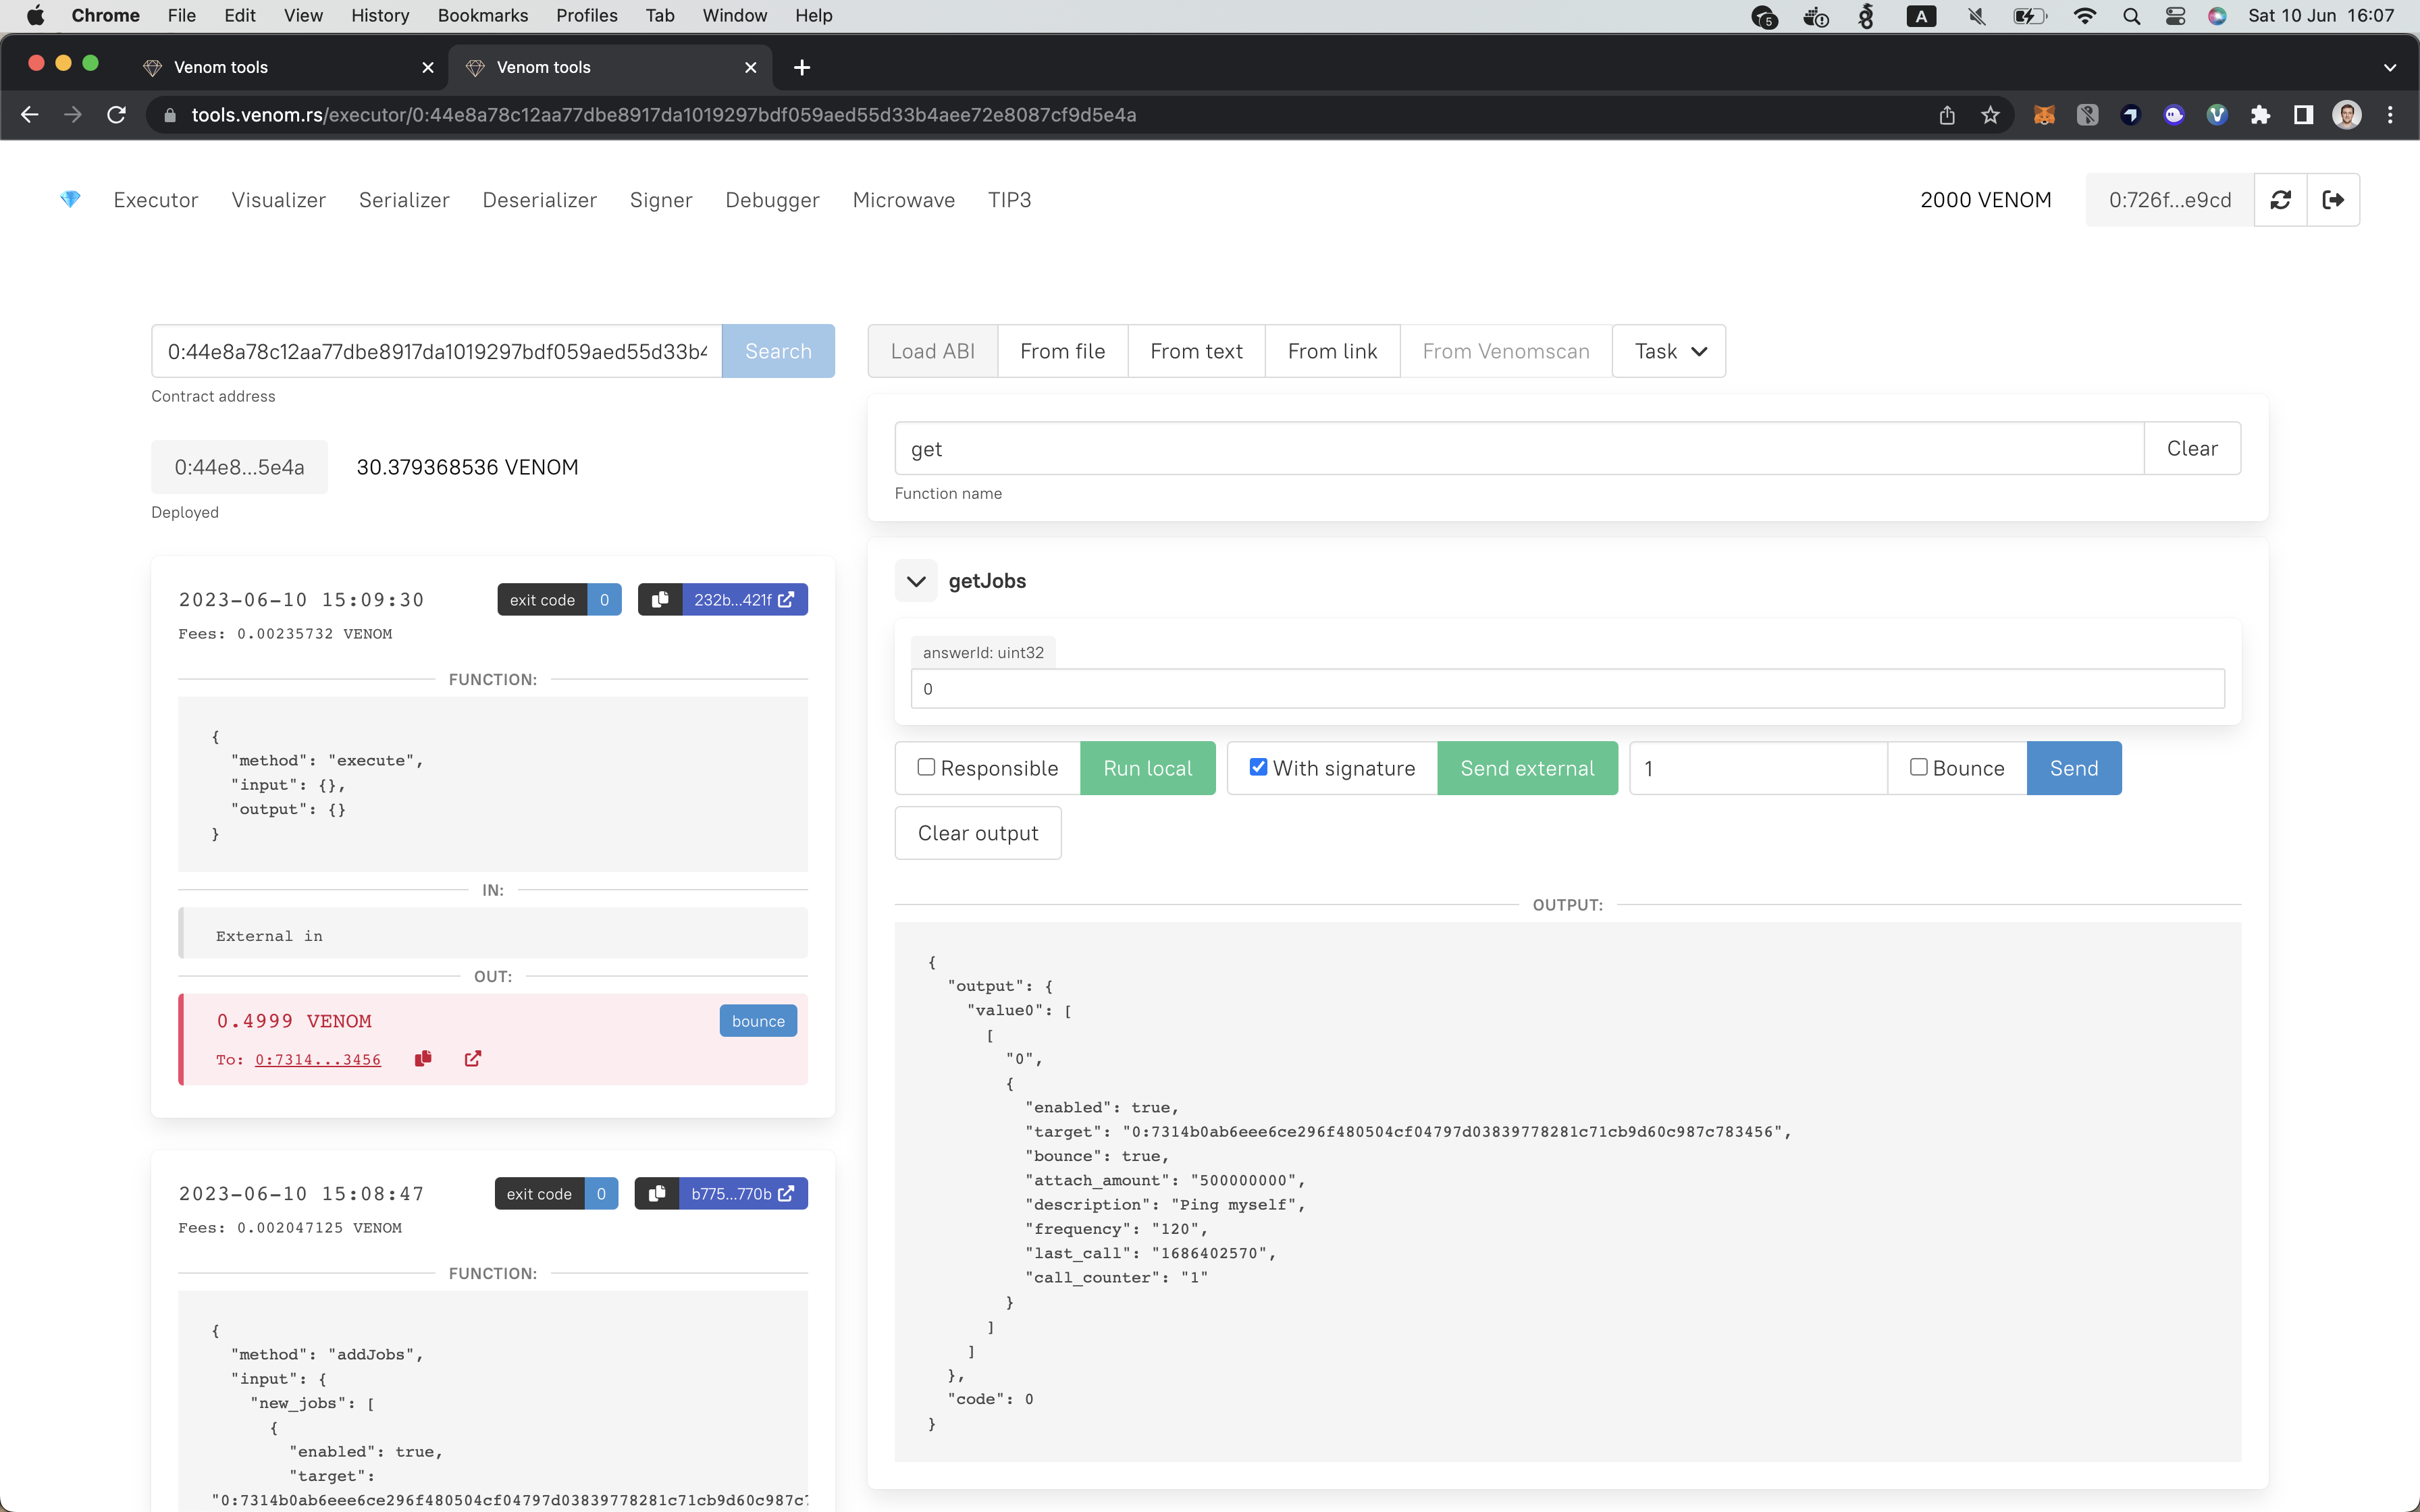 Chrome File Edit View History Bookmarks Profiles Tab Window Help
5 A Sat 10 Jun 16:07
Venom tools
Venom tools
tools.venom.rs/executor/0:44e8a78c12aa77dbe8917da1019297bdf059aed55d33b4aee72e8087cf9d5e4a
Executor Visualizer Serializer Deserializer Signer Debugger Microwave TIP3
2000 VENOM 0:726f...e9cd
0:44e8a78c12aa77dbe8917da1019297bdf059aed55d33b4 Search
Contract address
0:44e8...5e4a 30.379368536 VENOM
Deployed
2023-06-10 15:09:30 exit code 0 232b...421f
Fees: 0.00235732 VENOM
FUNCTION:
{
"method": "execute",
"input": {},
"output": {}
}
IN:
External in
OUT:
0.4999 VENOM bounce
To: 0:7314...3456
2023-06-10 15:08:47 exit code 0 b775...770b
Fees: 0.002047125 VENOM
FUNCTION:
{
"method": "addJobs",
"input": {
"new_jobs": [
{
"enabled": true,
"target":
"0:7314b0ab6eee6ce296f480504cf04797d03839778281c71cb9d60c987c7
Load ABI From file From text From link From Venomscan Task
get Clear
Function name
getJobs
answerId: uint32
0
Responsible Run local With signature Send external 1 Bounce Send
Clear output
OUTPUT:
{
"output": {
"value0": [
[
"0",
{
"enabled": true,
"target": "0:7314b0ab6eee6ce296f480504cf04797d03839778281c71cb9d60c987c783456",
"bounce": true,
"attach_amount": "500000000",
"description": "Ping myself",
"frequency": "120",
"last_call": "1686402570",
"call_counter": "1"
}
]
]
},
"code": 0
}